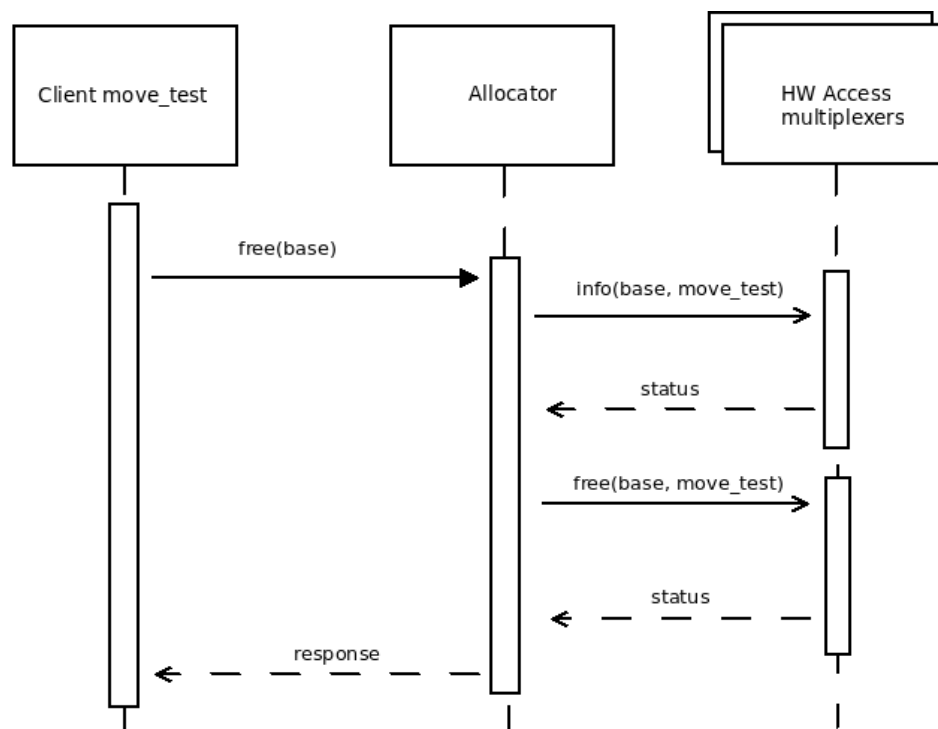 Client move_test
Allocator
HW Access
multiplexers
free(base)
info(base, move_test)
status
free(base, move_test)
status
response